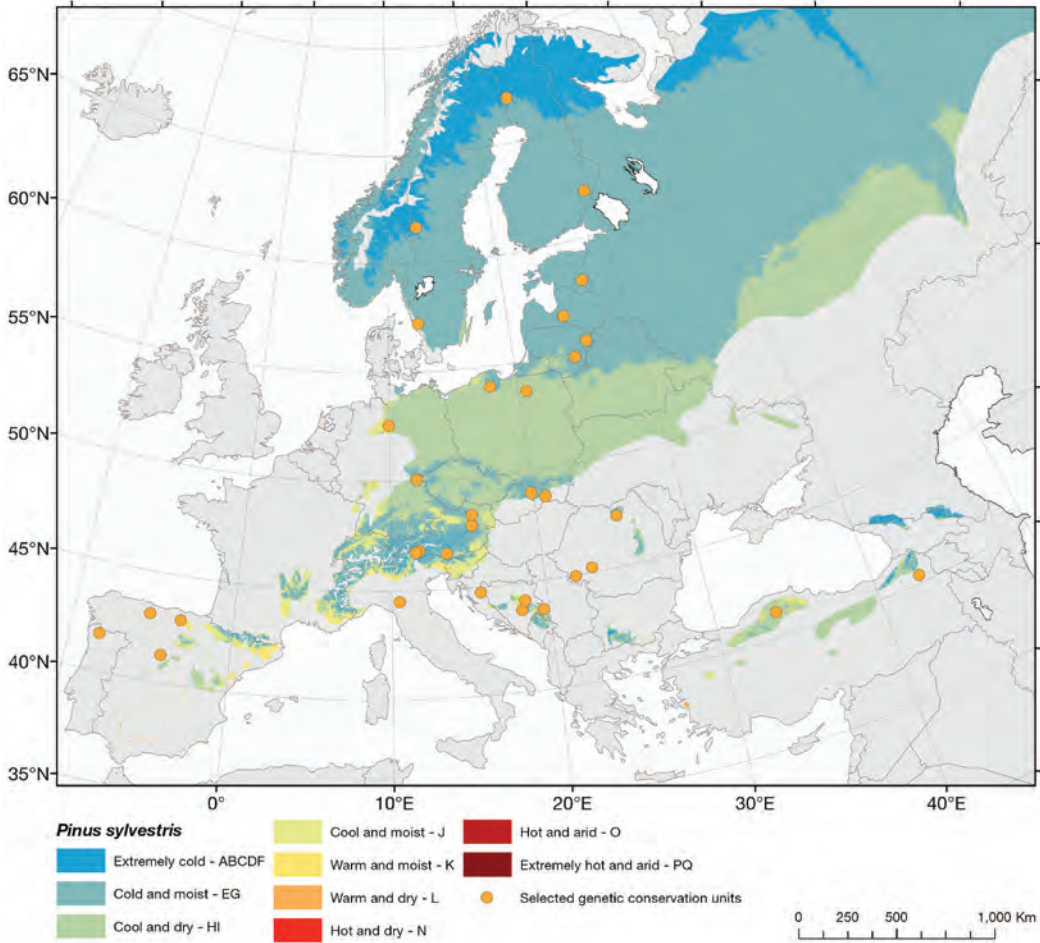 65°N
60°N
55°N
50°N
45°N
40°N
35°N
0°
10°E
20°E
30°E
40°E
Pinus sylvestris
Extremely cold - ABCDF
Cold and moist - EG
Cool and dry - HI
Cool and moist - J
Warm and moist - K
Warm and dry - L
Hot and dry - N
Hot and arid - O
Extremely hot and arid - PQ
Selected genetic conservation units
0 250 500 1,000 Km